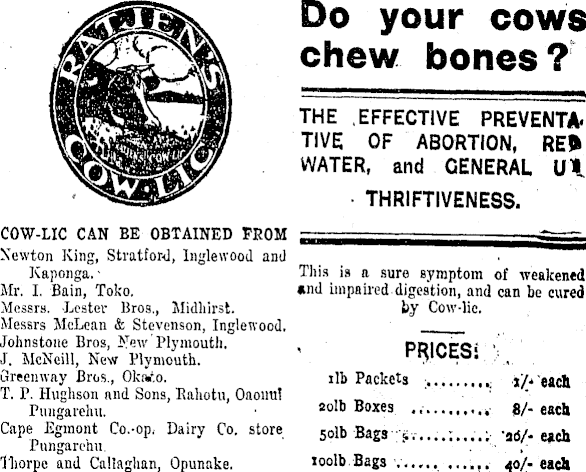 RATJEN'S
COW-LIC
COW-LIC CAN BE OBTAINED FROM
Newton King, Stratford, Inglewood and
Kaponga.
Mr. I. Bain, Toko.
Messrs. Lester Bros., Midhirst.
Messrs McLean & Stevenson, Inglewood.
Johnstone Bros, New Plymouth.
J. McNeill, New Plymouth.
Greenway Bros., Okato.
T. P. Hughson and Sons, Rahotu, Oaonui
Pungarehu.
Cape Egmont Co.-op. Dairy Co. store
Pungarehu
Thorpe and Callaghan, Opunake.
Do your cows
chew bones?
THE EFFECTIVE PREVENTA-
TIVE OF ABORTION, RED
WATER, and GENERAL
THRIFTIVENESS.
This is a sure symptom of weakened
and impaired digestion, and can be cured
by Cow-lic.
PRICES:
1lb Packets ......... 1/- each
20lb Boxes ........... 8/- each
50lb Bags ............ 26/- each
100lb Bags ........... 40/- each